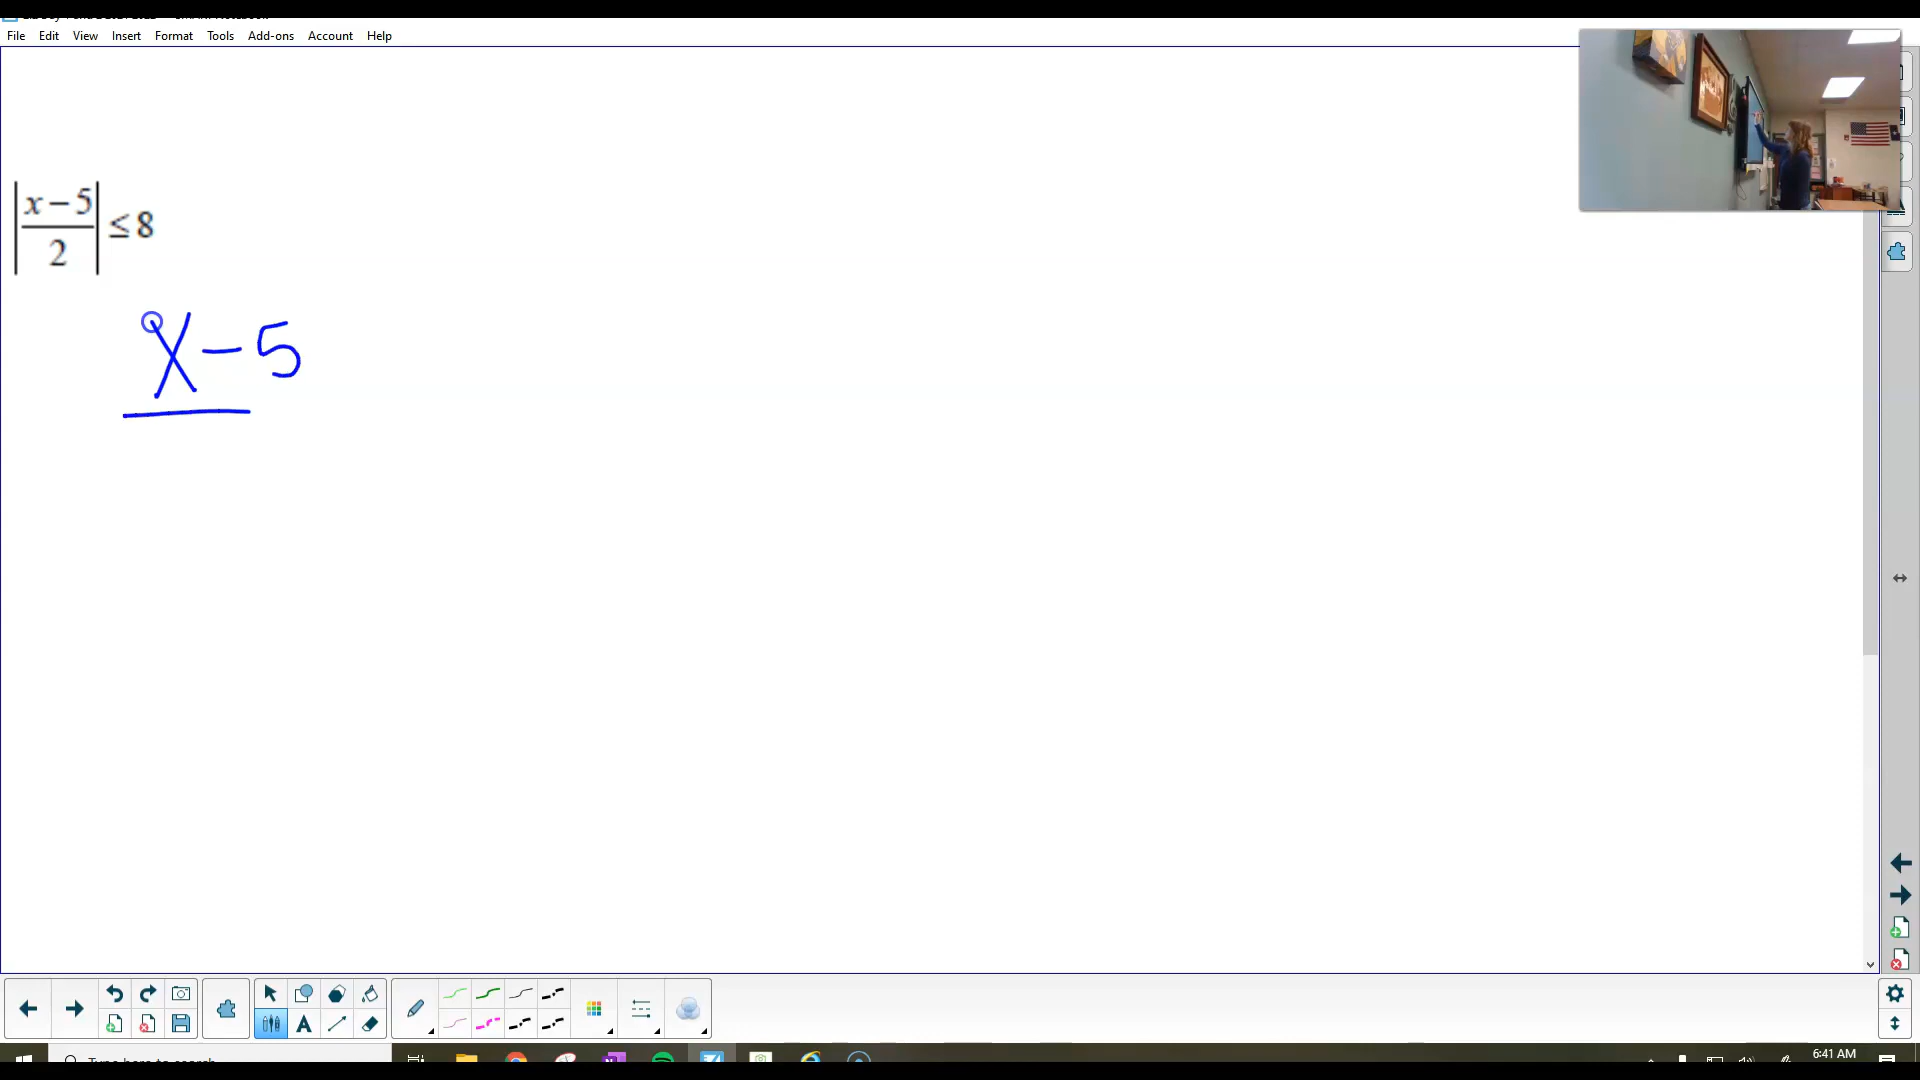 File Edit View Insert Format Tools Add-ons Account Help
|x − 5 / 2| ≤ 8
X − 5
6:41 AM